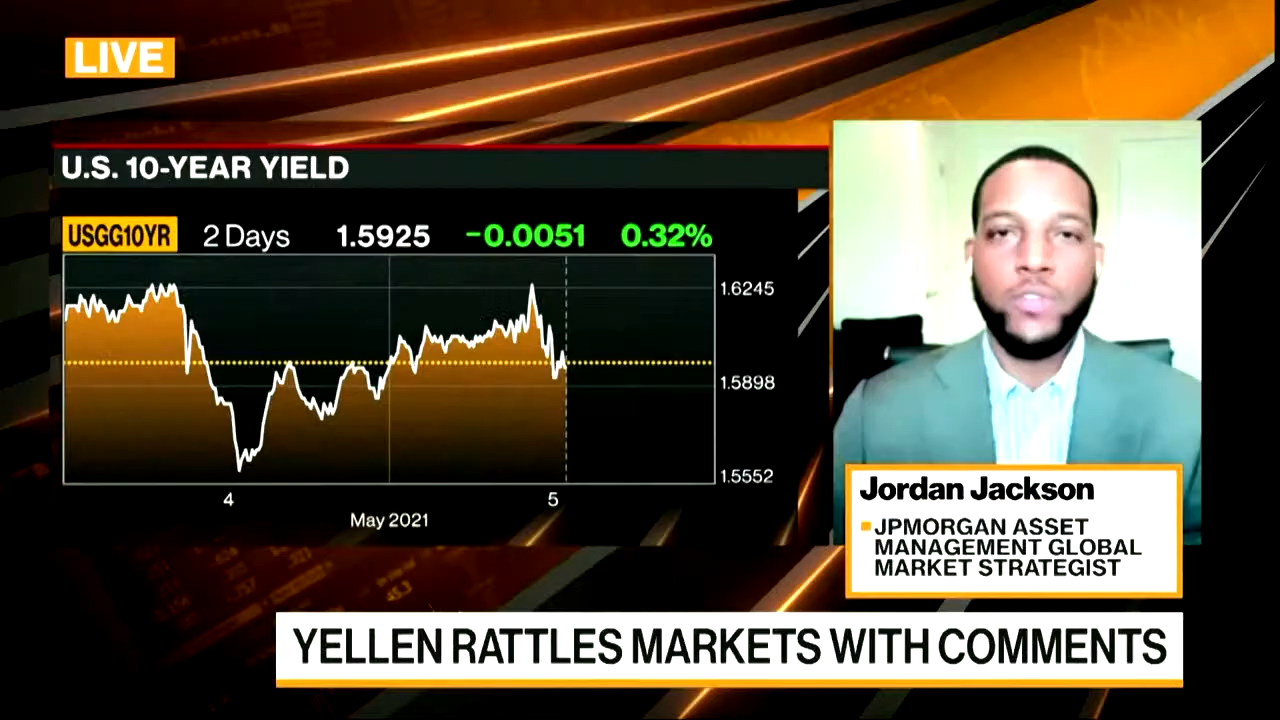 LIVE
U.S. 10-YEAR YIELD
USGG10YR 2 Days 1.5925 -0.0051 0.32%
1.6245
1.5898
1.5552
4 5
May 2021
Jordan Jackson
JPMORGAN ASSET
MANAGEMENT GLOBAL
MARKET STRATEGIST
YELLEN RATTLES MARKETS WITH COMMENTS